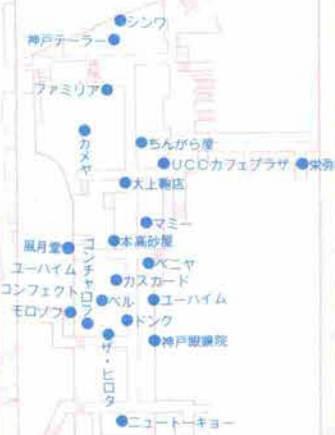 シンワ
神戸テーラー
ファミリア
カメヤ
ちんがら屋
UCCカフェプラザ
栄弥
大上鞄店
マミー
本高砂屋
風月堂
コンチャロフ
ベニヤ
ユーハイム
コンフェクト
カスカード
ベル
ユーハイム
モロゾフ
ドンク
ザ・ヒロタ
神戸眼鏡院
ニュートーキョー